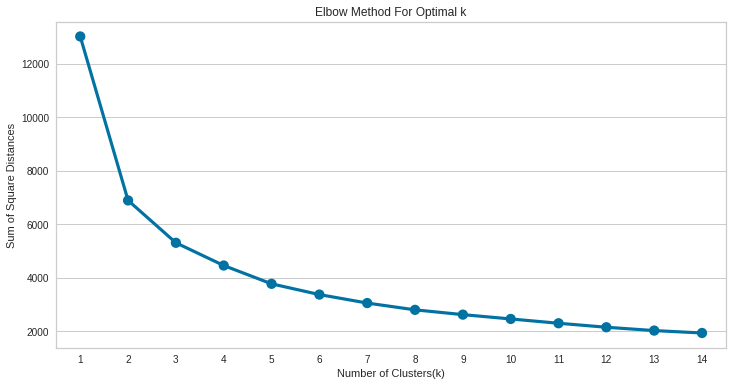 Elbow Method For Optimal k
Sum of Square Distances
12000
10000
8000
6000
4000
2000
1 2 3 4 5 6 7 8 9 10 11 12 13 14
Number of Clusters(k)